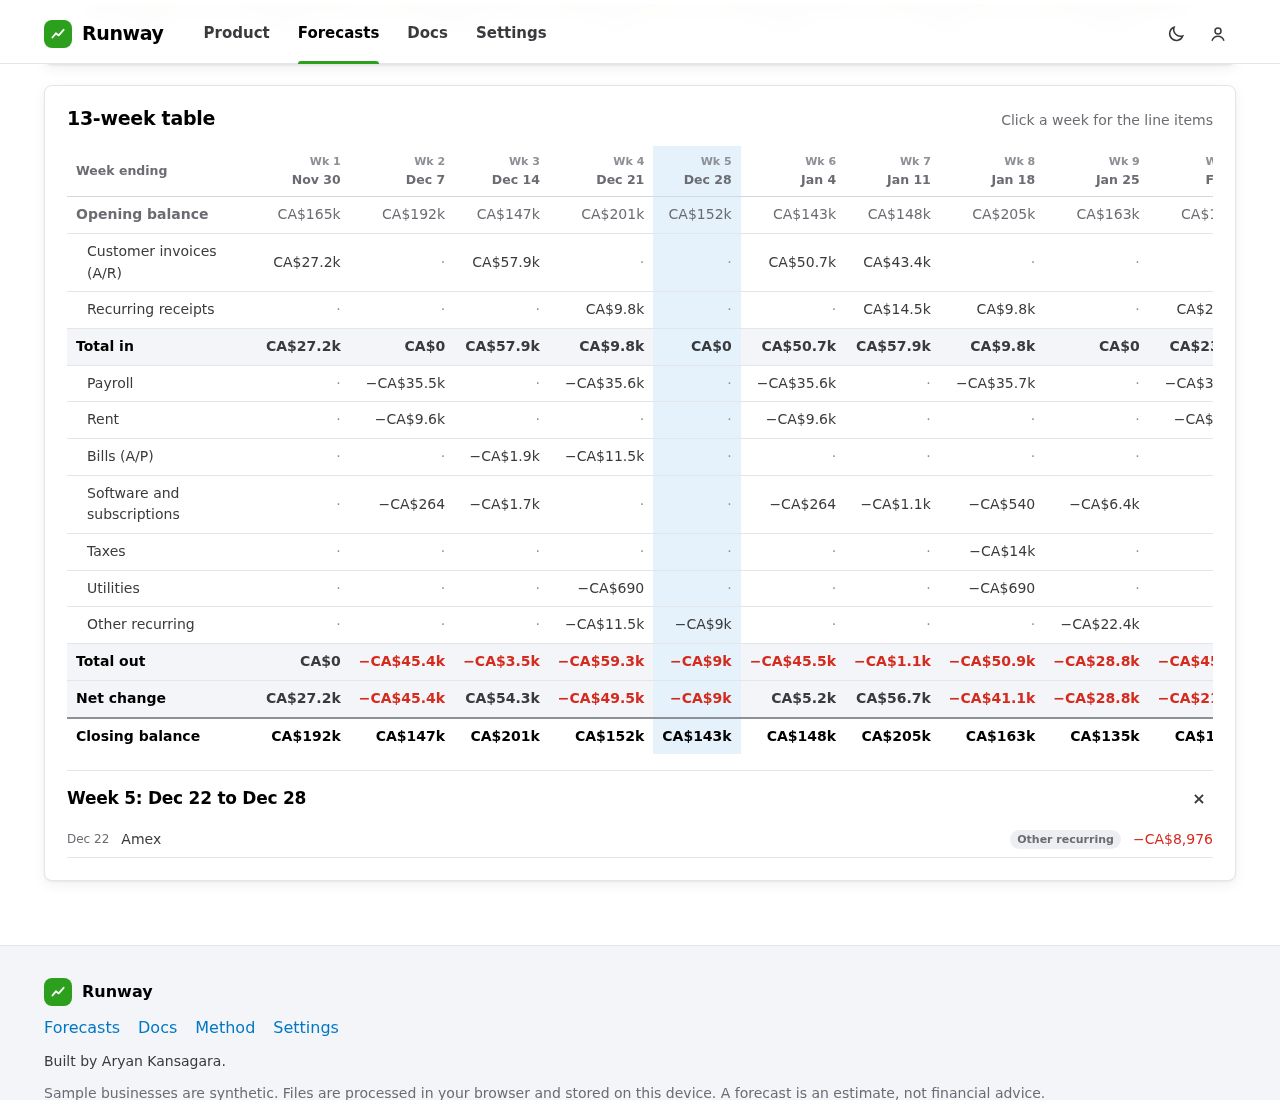 Runway Product Forecasts Docs Settings
13-week table Click a week for the line items
Wk 1 Wk 2 Wk 3 Wk 4 Wk 5 Wk 6 Wk 7 Wk 8 Wk 9
Week ending Nov 30 Dec 7 Dec 14 Dec 21 Dec 28 Jan 4 Jan 11 Jan 18 Jan 25
Opening balance CA$165k CA$192k CA$147k CA$201k CA$152k CA$143k CA$148k CA$205k CA$163k
Customer invoices
(A/R) CA$27.2k · CA$57.9k · · CA$50.7k CA$43.4k · ·
Recurring receipts · · · CA$9.8k · · CA$14.5k CA$9.8k ·
Total in CA$27.2k CA$0 CA$57.9k CA$9.8k CA$0 CA$50.7k CA$57.9k CA$9.8k CA$0
Payroll · −CA$35.5k · −CA$35.6k · −CA$35.6k · −CA$35.7k ·
Rent · −CA$9.6k · · · −CA$9.6k · · ·
Bills (A/P) · · −CA$1.9k −CA$11.5k · · · · ·
Software and
subscriptions · −CA$264 −CA$1.7k · · −CA$264 −CA$1.1k −CA$540 −CA$6.4k
Taxes · · · · · · · −CA$14k ·
Utilities · · · −CA$690 · · · −CA$690 ·
Other recurring · · · −CA$11.5k −CA$9k · · · −CA$22.4k
Total out CA$0 −CA$45.4k −CA$3.5k −CA$59.3k −CA$9k −CA$45.5k −CA$1.1k −CA$50.9k −CA$28.8k
Net change CA$27.2k −CA$45.4k CA$54.3k −CA$49.5k −CA$9k CA$5.2k CA$56.7k −CA$41.1k −CA$28.8k
Closing balance CA$192k CA$147k CA$201k CA$152k CA$143k CA$148k CA$205k CA$163k CA$135k
Week 5: Dec 22 to Dec 28 ×
Dec 22 Amex Other recurring −CA$8,976
Runway
Forecasts Docs Method Settings
Built by Aryan Kansagara.
Sample businesses are synthetic. Files are processed in your browser and stored on this device. A forecast is an estimate, not financial advice.